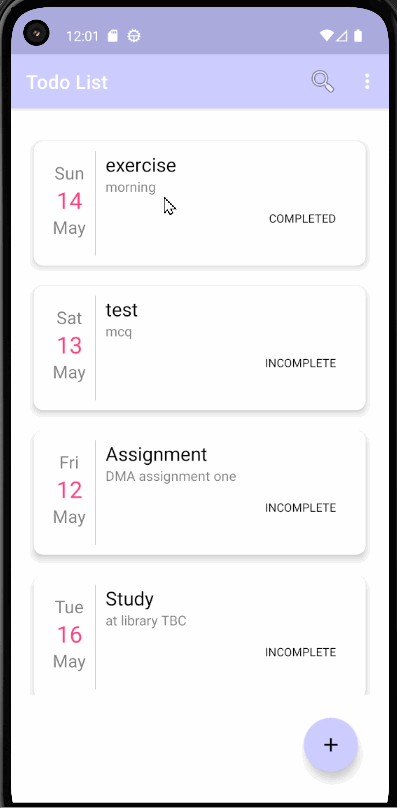 12:01
Todo List
Sun
14
May
exercise
morning
COMPLETED
Sat
13
May
test
mcq
INCOMPLETE
Fri
12
May
Assignment
DMA assignment one
INCOMPLETE
Tue
16
May
Study
at library TBC
INCOMPLETE
+